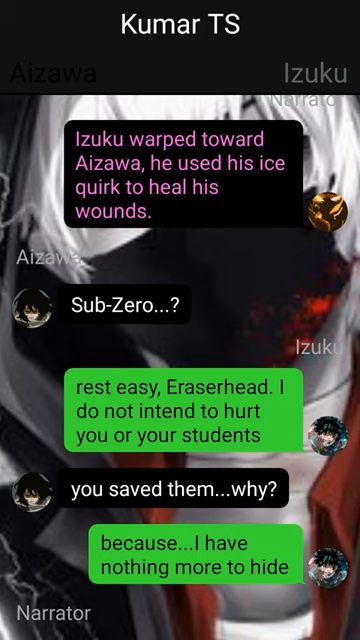 Kumar TS
Aizawa
Izuku
Narrator
Izuku warped toward
Aizawa, he used his ice
quirk to heal his
wounds.
Aizawa
Sub-Zero...?
Izuku
rest easy, Eraserhead. I
do not intend to hurt
you or your students
you saved them...why?
because...I have
nothing more to hide
Narrator